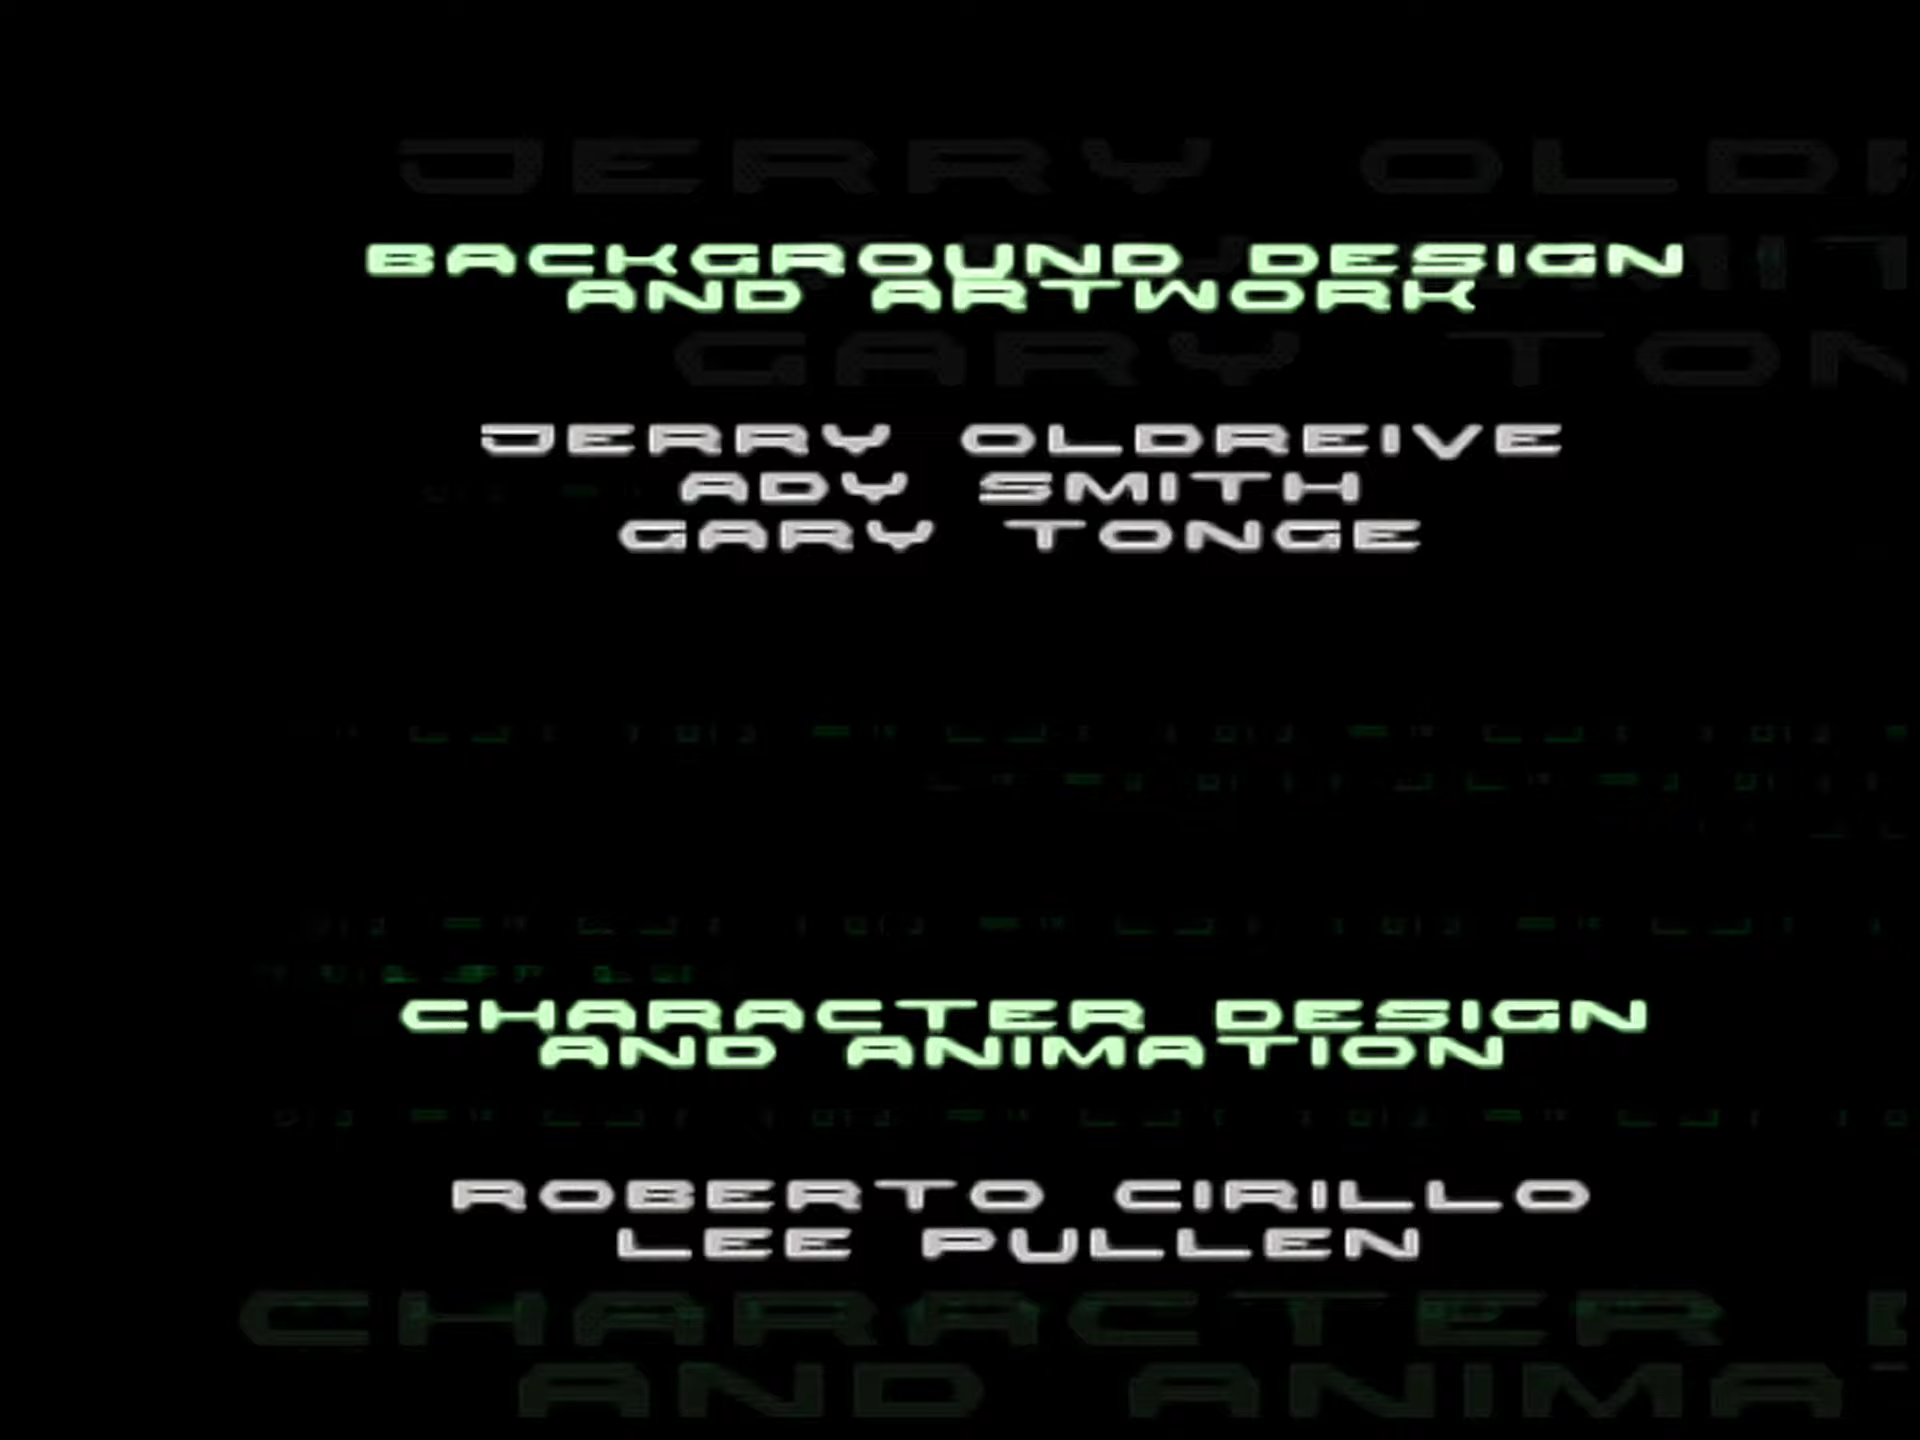 BACKGROUND DESIGN
AND ARTWORK
JERRY OLDREIVE
ADY SMITH
GARY TONGE
CHARACTER DESIGN
AND ANIMATION
ROBERTO CIRILLO
LEE PULLEN